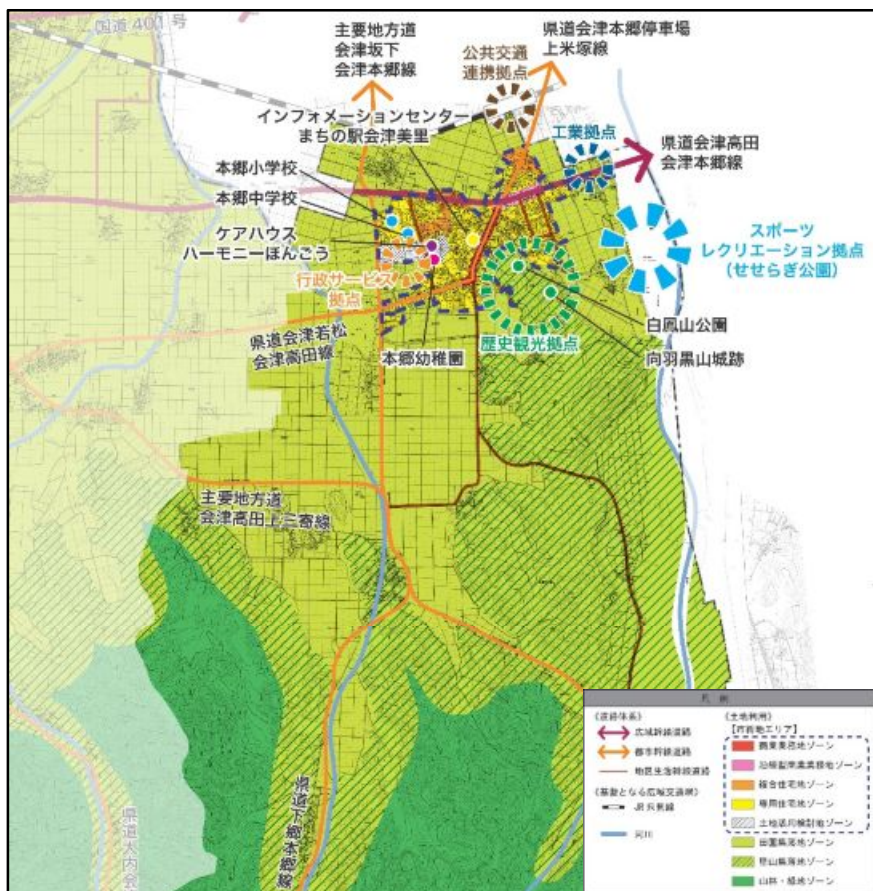 国道401号
主要地方道
会津坂下
会津本郷線
公共交通
連携拠点
県道会津本郷停車場
上米塚線
インフォメーションセンター
まちの駅会津美里
工業拠点
県道会津高田
会津本郷線
本郷小学校
本郷中学校
ケアハウス
ハーモニーほんごう
行政サービス
拠点
スポーツ
レクリエーション拠点
(せせらぎ公園)
県道会津若松
会津高田線
本郷幼稚園
歴史観光拠点
白鳳山公園
向羽黒山城跡
主要地方道
会津高田上三寄線
県道下郷本郷線
県道大内会
凡例
《道路体系》
広域幹線道路
都市幹線道路
地区生活幹線道路
《基盤となる広域交通網》
JR只見線
河川
《土地利用》
[市街地エリア]
商業業務地ゾーン
沿道型商業業務地ゾーン
複合住宅地ゾーン
専用住宅地ゾーン
土地活用検討地ゾーン
田園集落地ゾーン
里山集落地ゾーン
山林・緑地ゾーン